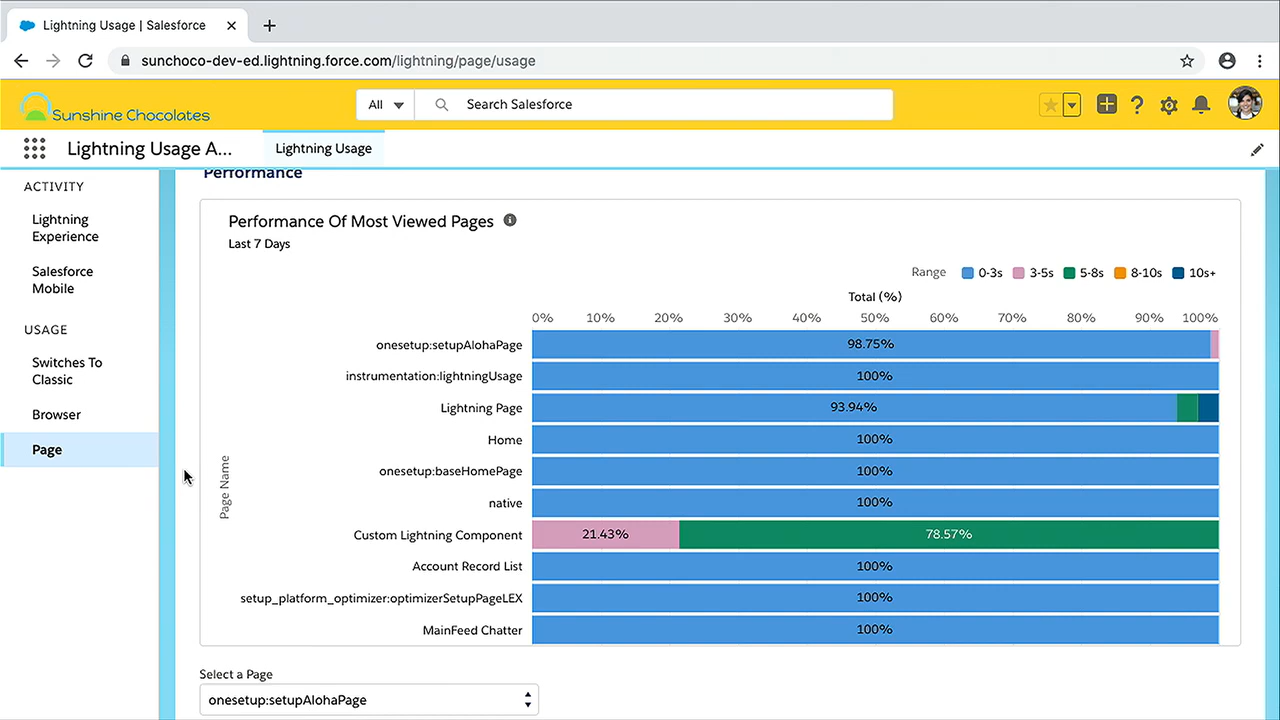 Lightning Usage | Salesforce
sunchoco-dev-ed.lightning.force.com/lightning/page/usage
Sunshine Chocolates
All
Search Salesforce
Lightning Usage A...
Lightning Usage
ACTIVITY
Lightning
Experience
Salesforce
Mobile
USAGE
Switches To
Classic
Browser
Page
Performance
Performance Of Most Viewed Pages
Last 7 Days
Range 0-3s 3-5s 5-8s 8-10s 10s+
Total (%)
0% 10% 20% 30% 40% 50% 60% 70% 80% 90% 100%
Page Name
onesetup:setupAlohaPage 98.75%
instrumentation:lightningUsage 100%
Lightning Page 93.94%
Home 100%
onesetup:baseHomePage 100%
native 100%
Custom Lightning Component 21.43% 78.57%
Account Record List 100%
setup_platform_optimizer:optimizerSetupPageLEX 100%
MainFeed Chatter 100%
Select a Page
onesetup:setupAlohaPage